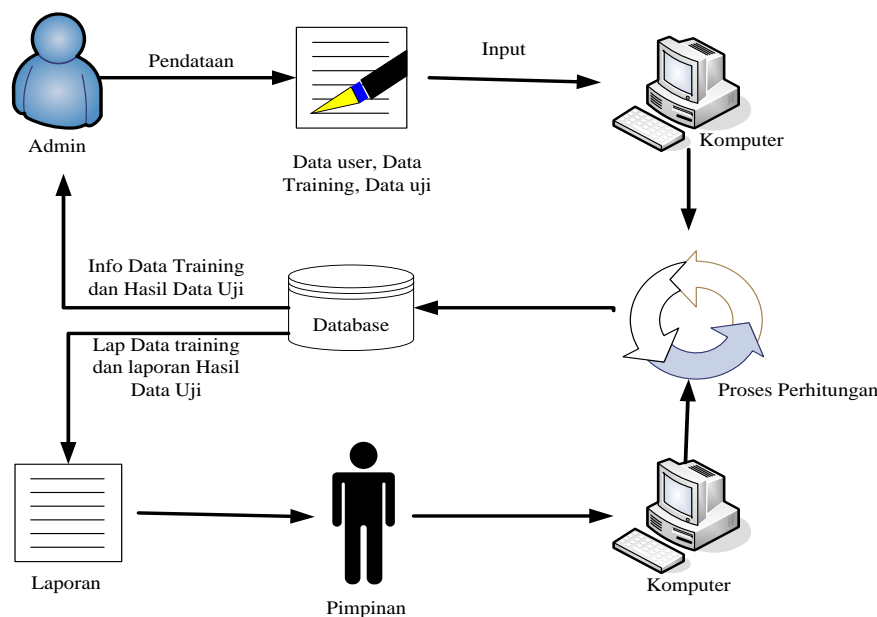 Pendataan
Input
Admin
Data user, Data
Training, Data uji
Komputer
Info Data Training
dan Hasil Data Uji
Database
Lap Data training
dan laporan Hasil
Data Uji
Proses Perhitungan
Laporan
Pimpinan
Komputer